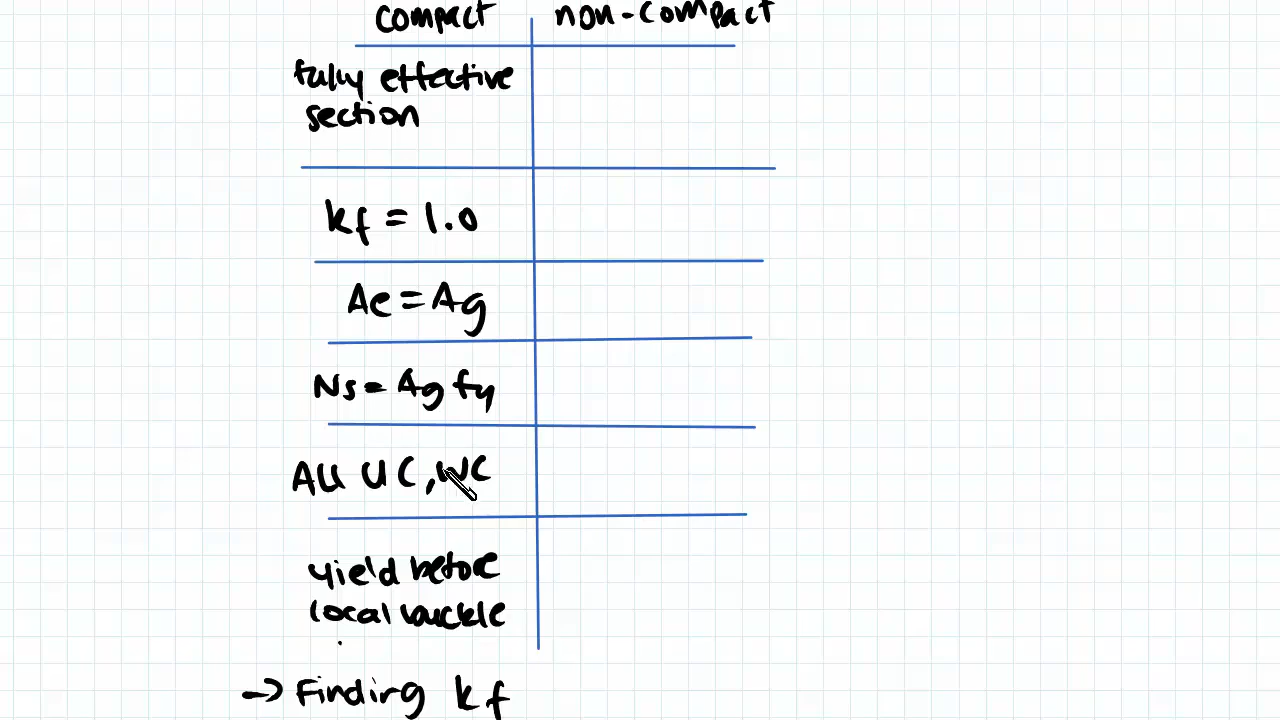 compact non-compact
fully effective
section
kf = 1.0
Ae = Ag
Ns = Ag fy
All UC, WC
yield before
local buckle
→ Finding kf